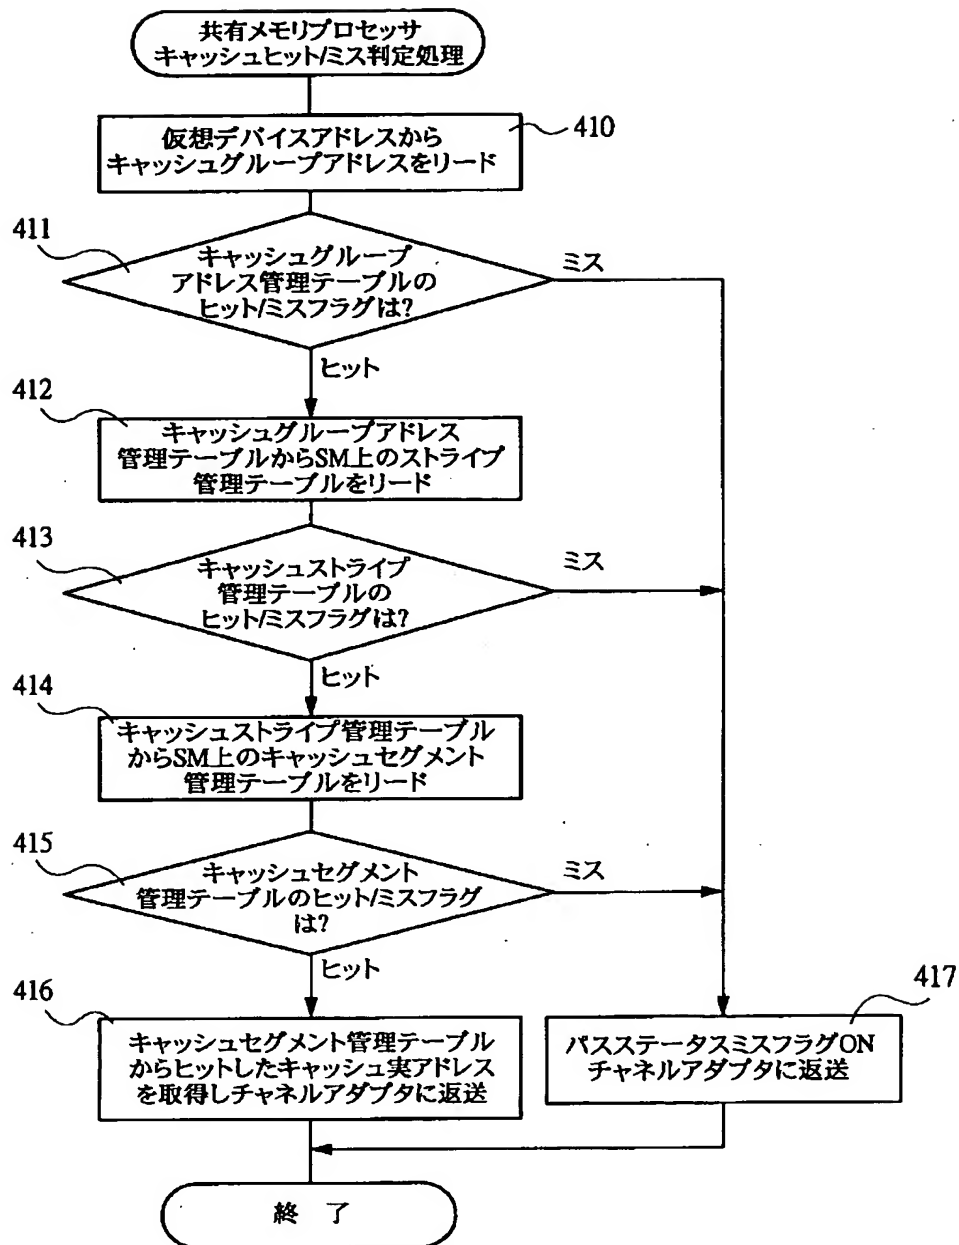 共有メモリプロセッサ
キャッシュヒット/ミス判定処理
410
仮想デバイスアドレスから
キャッシュグループアドレスをリード
411
キャッシュグループ
アドレス管理テーブルの
ヒット/ミスフラグは?
ミス
ヒット
412
キャッシュグループアドレス
管理テーブルからSM上のストライプ
管理テーブルをリード
413
キャッシュストライプ
管理テーブルの
ヒット/ミスフラグは?
ミス
ヒット
414
キャッシュストライプ管理テーブル
からSM上のキャッシュセグメント
管理テーブルをリード
415
キャッシュセグメント
管理テーブルのヒット/ミスフラグ
は?
ミス
ヒット
416
キャッシュセグメント管理テーブル
からヒットしたキャッシュ実アドレス
を取得しチャネルアダプタに返送
417
パスステータスミスフラグON
チャネルアダプタに返送
終 了